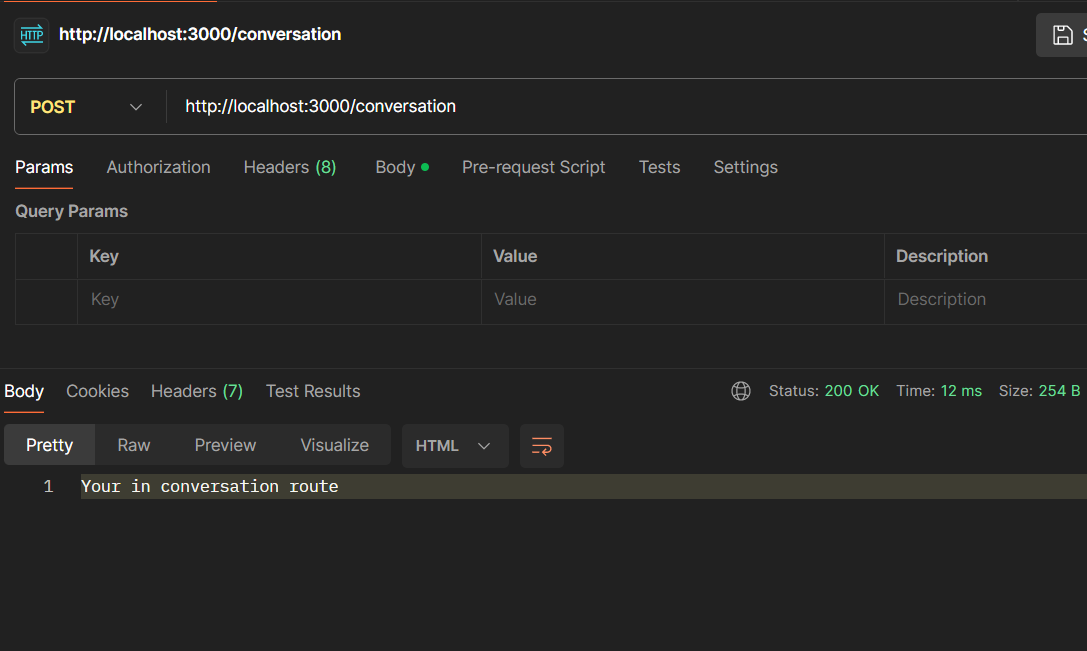 HTTP http://localhost:3000/conversation
POST http://localhost:3000/conversation
Params Authorization Headers (8) Body Pre-request Script Tests Settings
Query Params
Key Value Description
Key Value Description
Body Cookies Headers (7) Test Results Status: 200 OK Time: 12 ms Size: 254 B
Pretty Raw Preview Visualize HTML
1 Your in conversation route